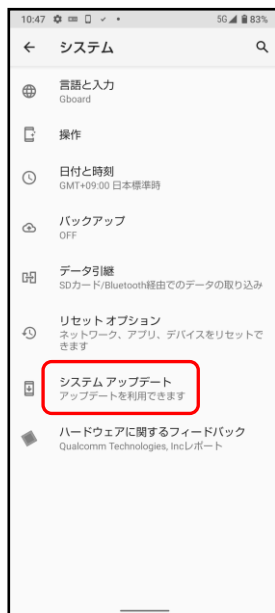 10:47 5G 83%
システム
言語と入力
Gboard
操作
日付と時刻
GMT+09:00 日本標準時
バックアップ
OFF
データ引継
SDカード/Bluetooth経由でのデータの取り込み
リセット オプション
ネットワーク、アプリ、デバイスをリセットで
きます
システム アップデート
アップデートを利用できます
ハードウェアに関するフィードバック
Qualcomm Technologies, Incレポート